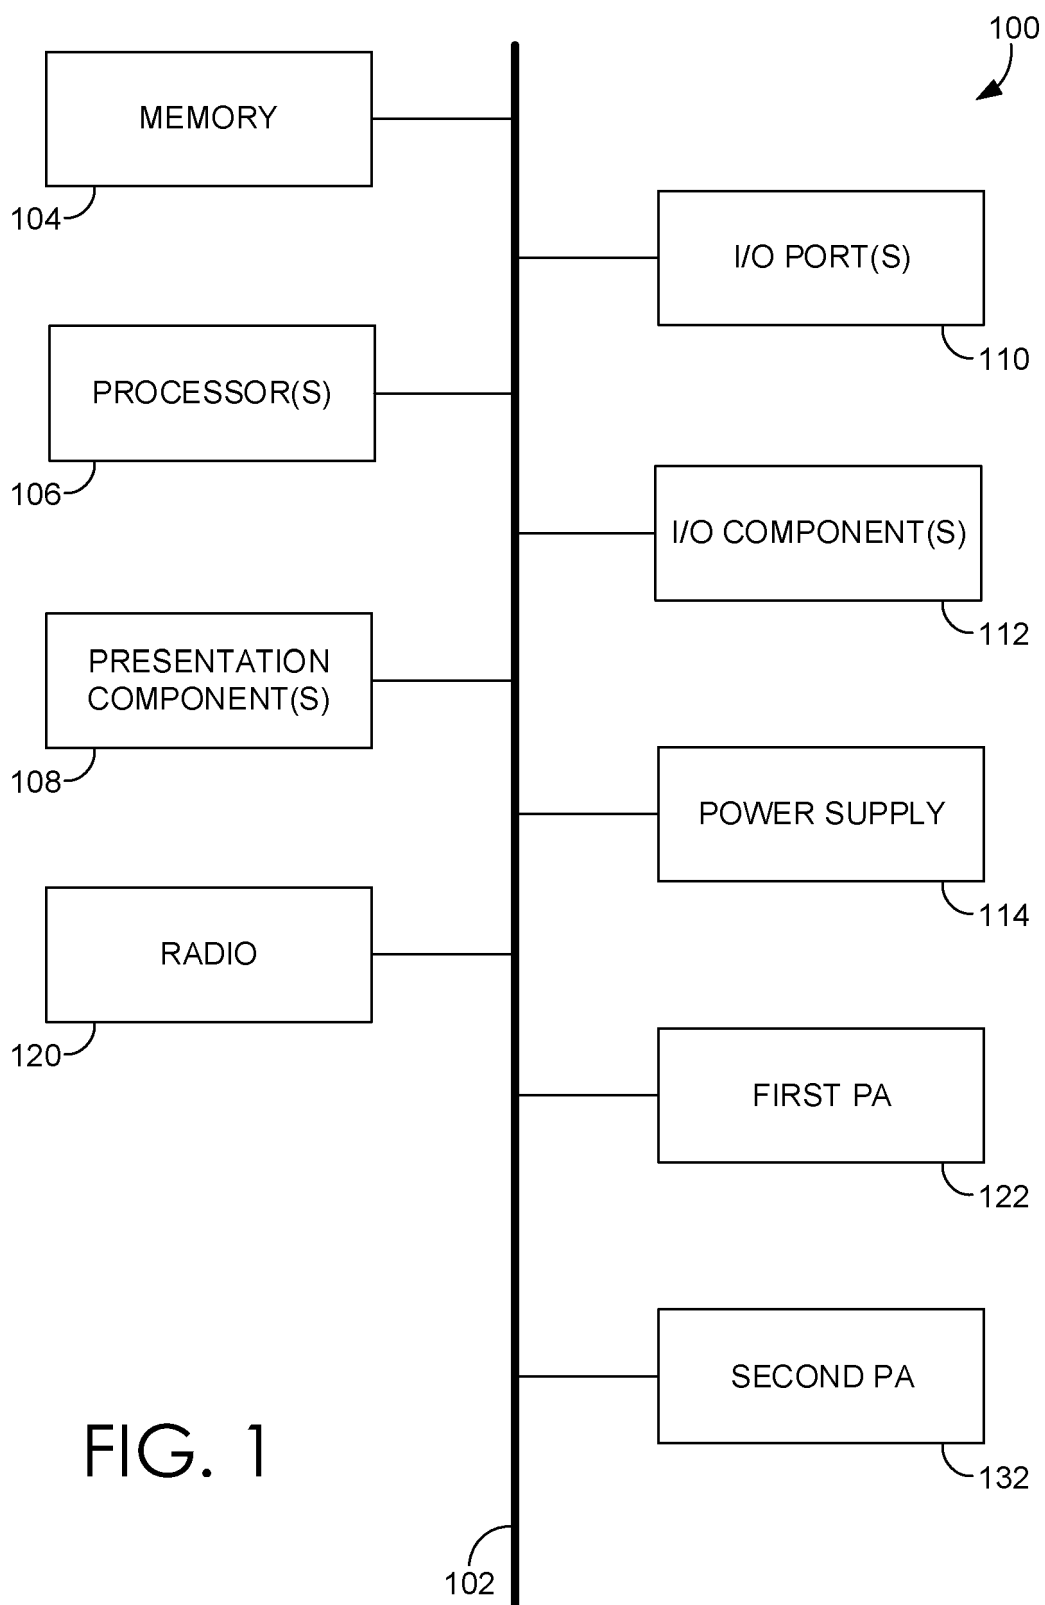 100
MEMORY
104
I/O PORT(S)
110
PROCESSOR(S)
106
I/O COMPONENT(S)
112
PRESENTATION
COMPONENT(S)
108
POWER SUPPLY
114
RADIO
120
FIRST PA
122
SECOND PA
132
FIG. 1
102